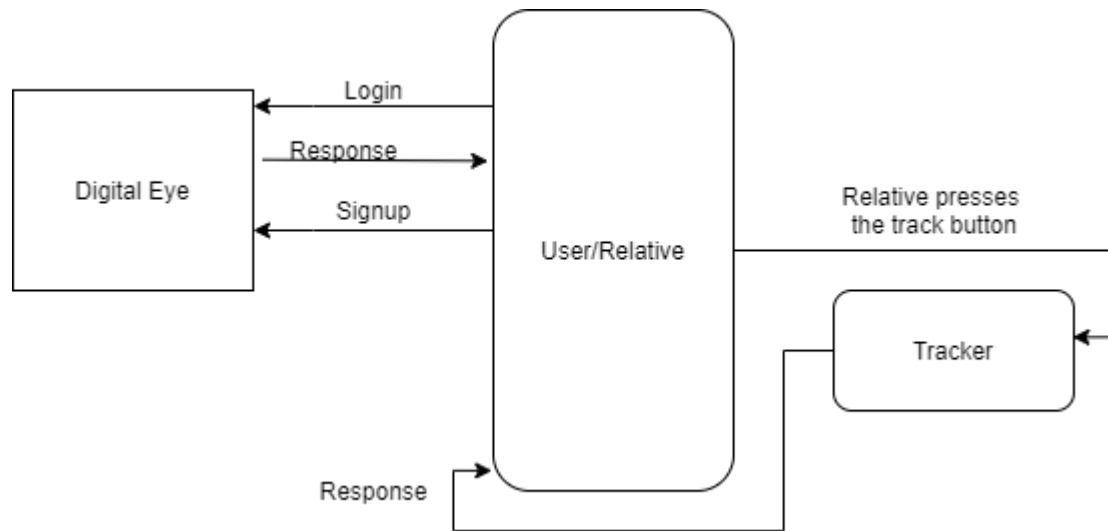 Login
Response
Digital Eye
Signup
User/Relative
Relative presses
the track button
Tracker
Response